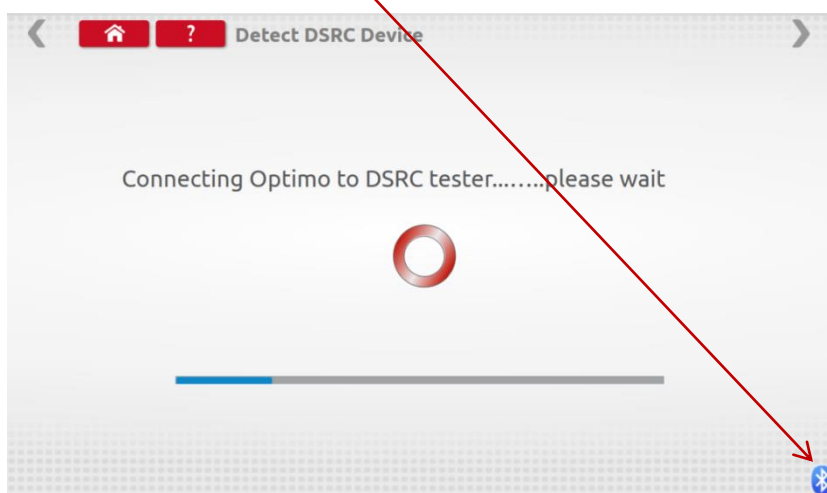 ? Detect DSRC Device
Connecting Optimo to DSRC tester........please wait